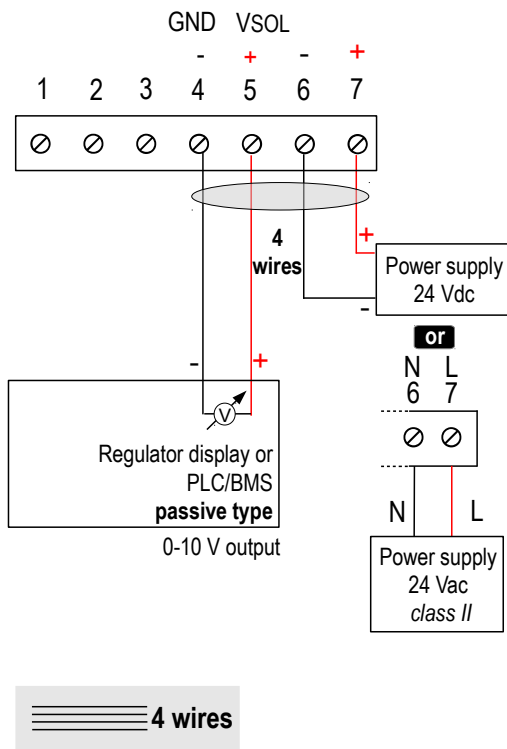 GND VSOL
- + - +
1 2 3 4 5 6 7
4
wires
+
Power supply
24 Vdc
-
or
N L
6 7
- +
V
Regulator display or
PLC/BMS
passive type
0-10 V output
N L
Power supply
24 Vac
class II
4 wires